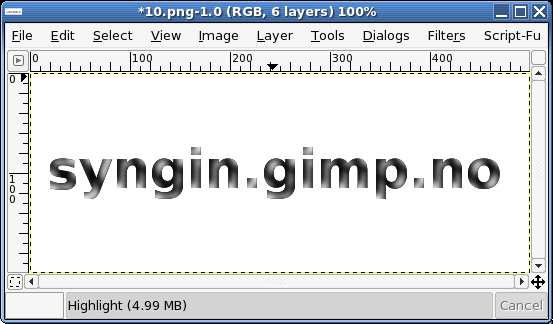 *10.png-1.0 (RGB, 6 layers) 100%
File Edit Select View Image Layer Tools Dialogs Filters Script-Fu
0 100 200 300 400
0
100
syngin.gimp.no
Highlight (4.99 MB) Cancel